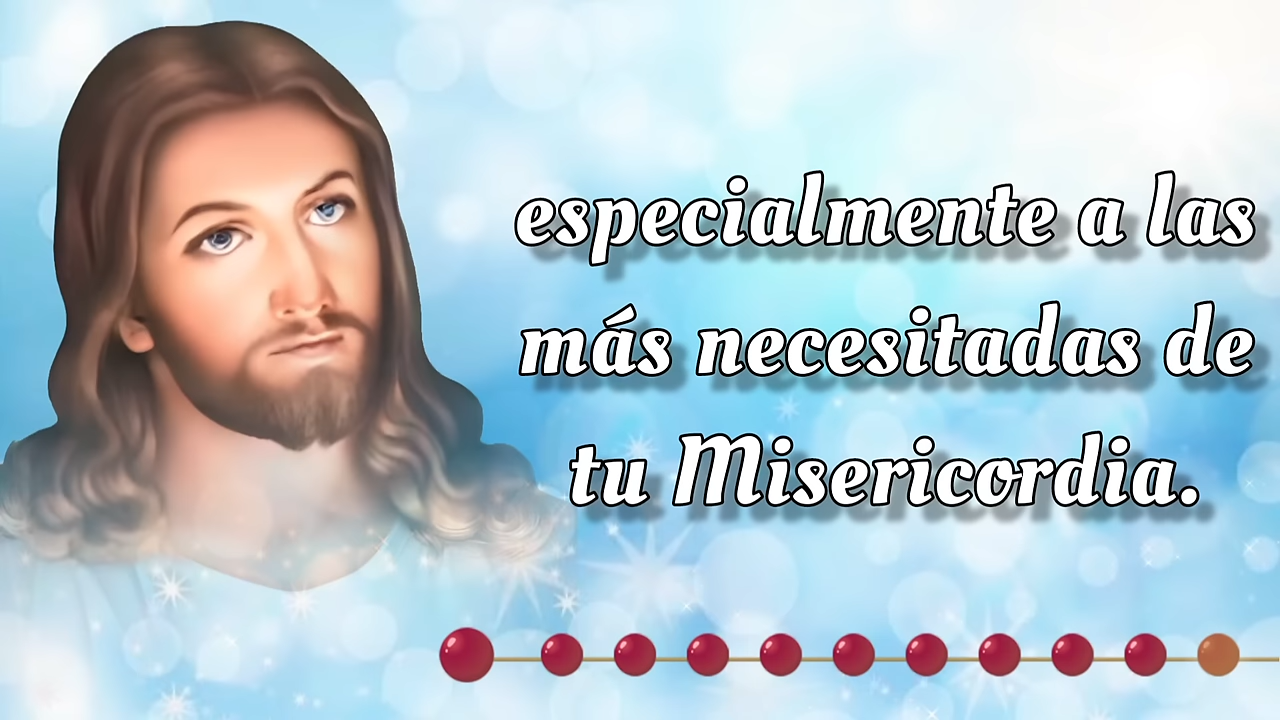 especialmente a las
más necesitadas de
tu Misericordia.